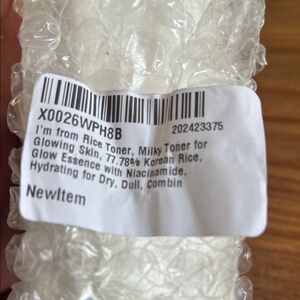 X0026WPH8B
202423375
I'm from Rice Toner, Milky Toner for
Glowing Skin, 77.78% Korean Rice,
Glow Essence with Niacinamide,
Hydrating for Dry, Dull, Combin
NewItem